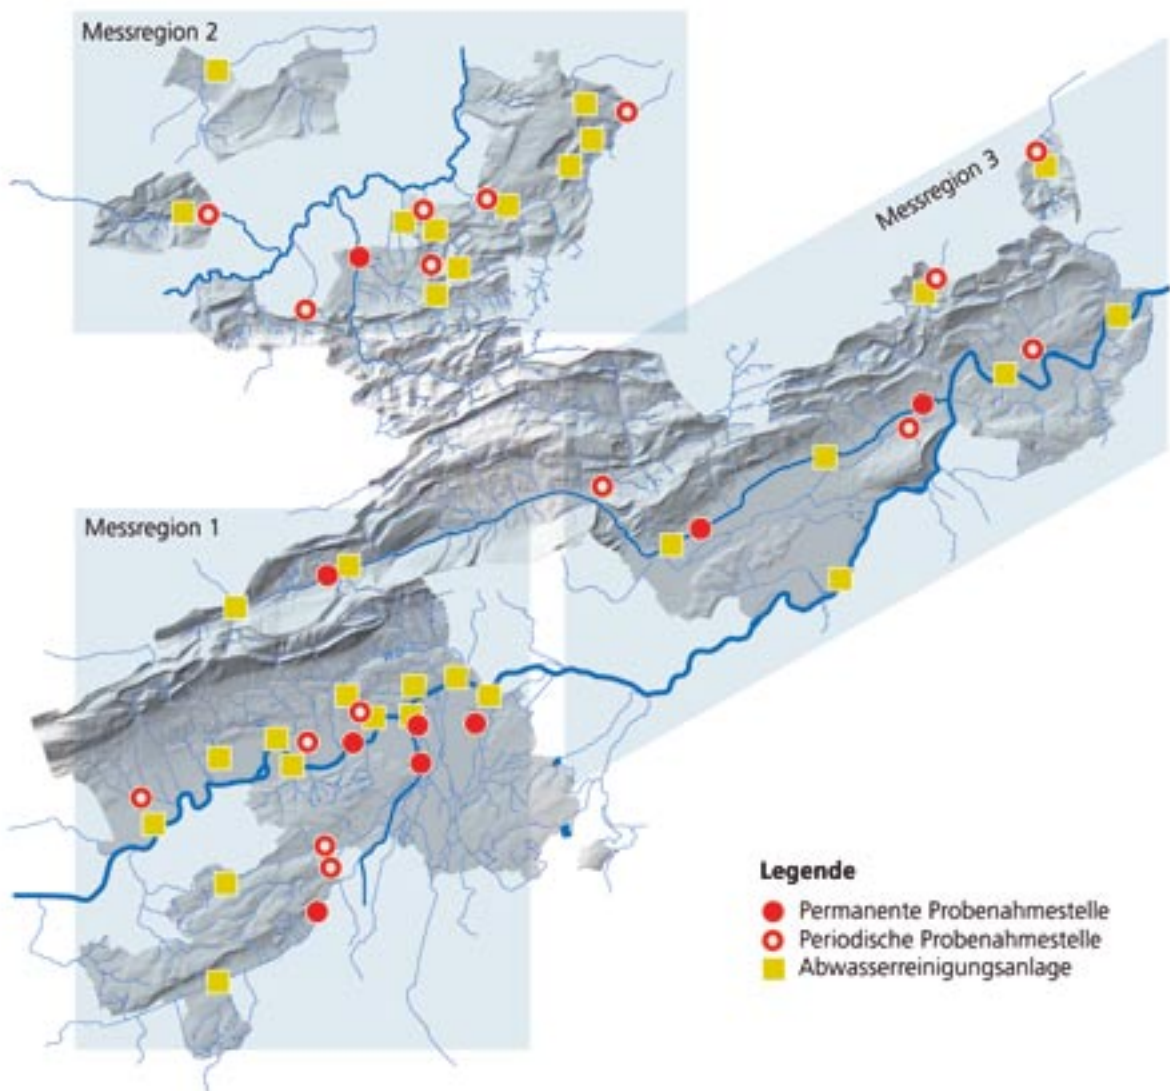 Messregion 2
Messregion 3
Messregion 1
Legende
Permanente Probenahmestelle
Periodische Probenahmestelle
Abwasserreinigungsanlage